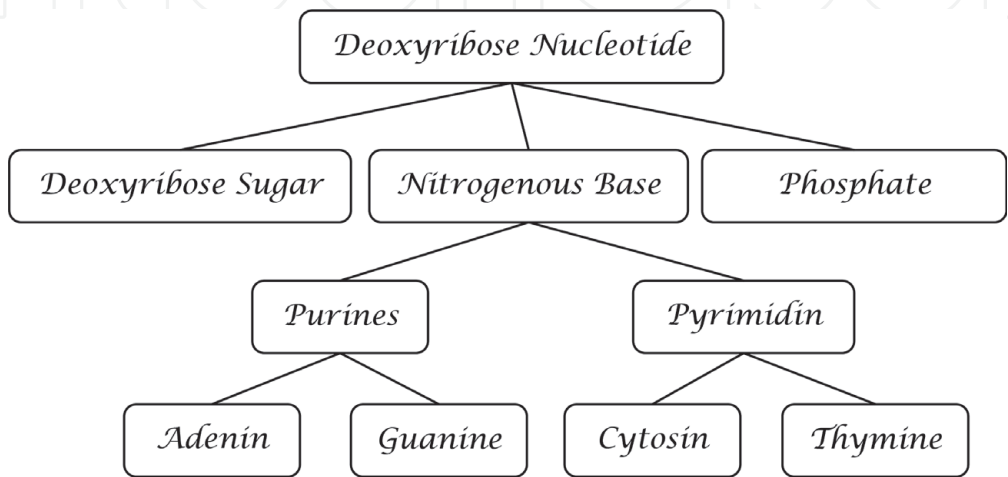 Deoxyribose Nucleotide
Deoxyribose Sugar
Nitrogenous Base
Phosphate
Purines
Pyrimidin
Adenin
Guanine
Cytosin
Thymine